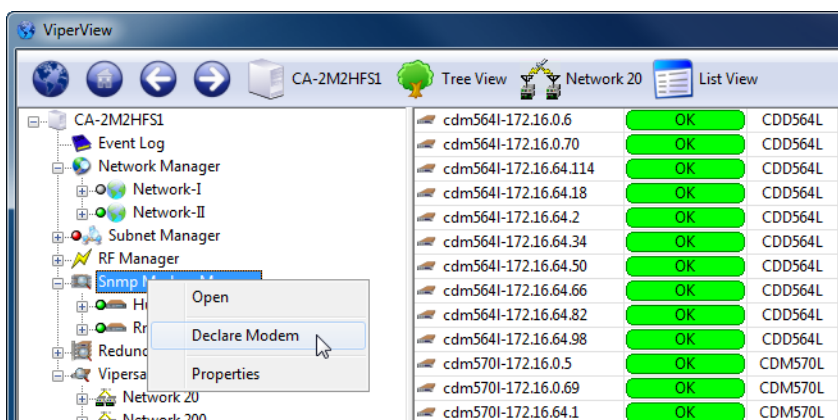 ViperView
CA-2M2HFS1 Tree View Network 20 List View
CA-2M2HFS1
Event Log
Network Manager
Network-I
Network-II
Subnet Manager
RF Manager
Snmp
Open
Declare Modem
Properties
Network 20
Network 200
cdm564l-172.16.0.6 OK CDD564L
cdm564l-172.16.0.70 OK CDD564L
cdm564l-172.16.64.114 OK CDD564L
cdm564l-172.16.64.18 OK CDD564L
cdm564l-172.16.64.2 OK CDD564L
cdm564l-172.16.64.34 OK CDD564L
cdm564l-172.16.64.50 OK CDD564L
cdm564l-172.16.64.66 OK CDD564L
cdm564l-172.16.64.82 OK CDD564L
cdm564l-172.16.64.98 OK CDD564L
cdm570l-172.16.0.5 OK CDM570L
cdm570l-172.16.0.69 OK CDM570L
cdm570l-172.16.64.1 OK CDM570L